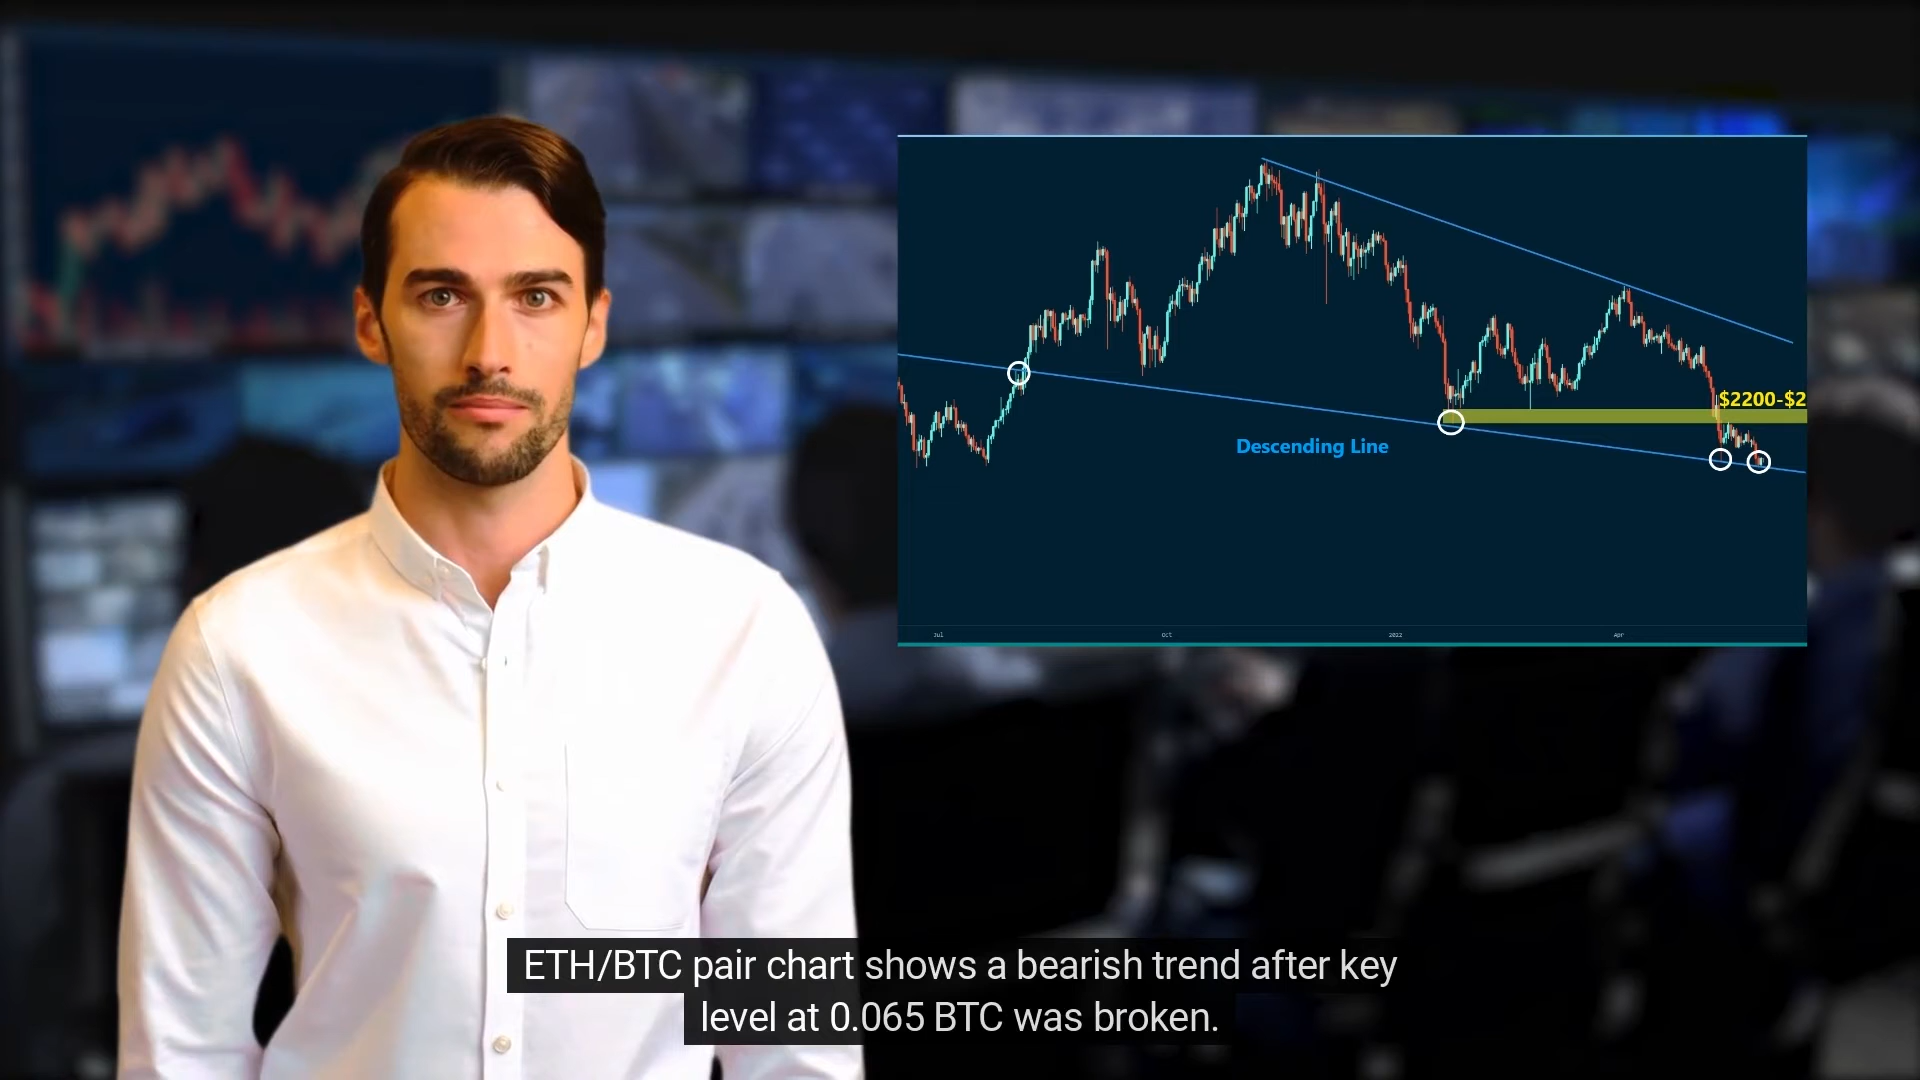 $2200-$2
Descending Line
Jul Oct 2022 Apr
ETH/BTC pair chart shows a bearish trend after key
level at 0.065 BTC was broken.